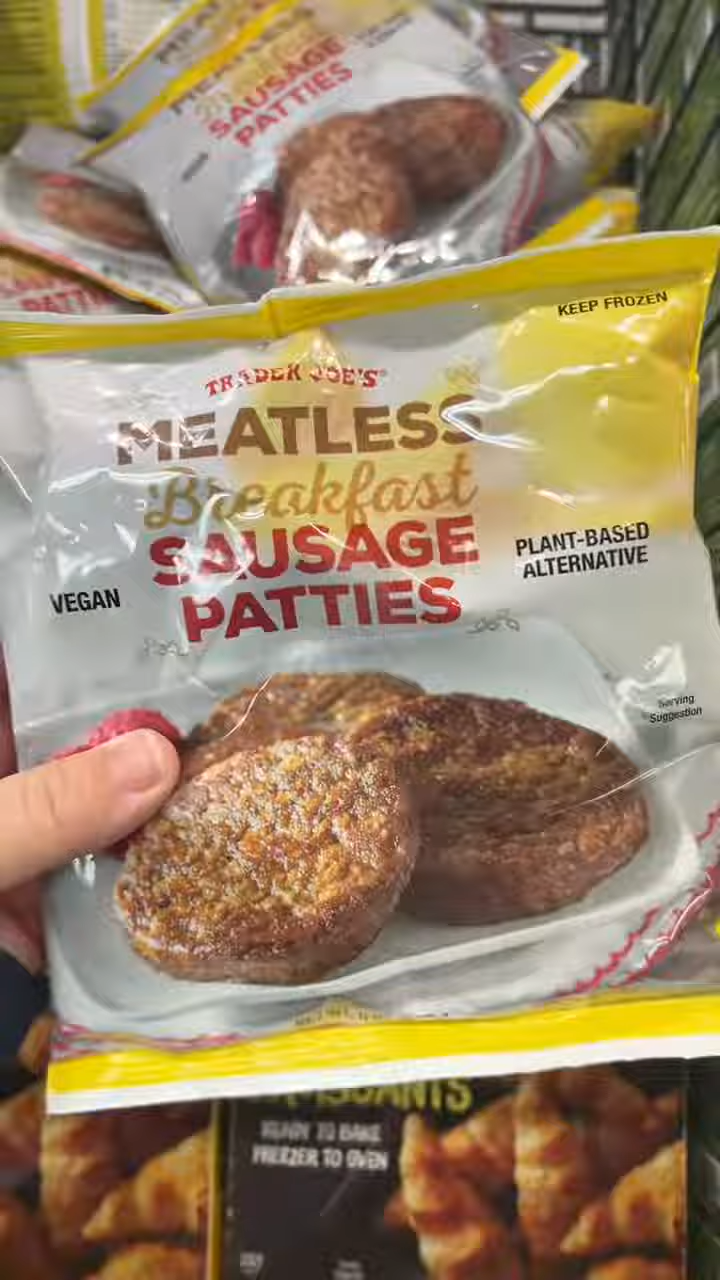 MEATLESS
SAUSAGE
PATTIES
KEEP FROZEN
TRADER JOE'S
MEATLESS
Breakfast
SAUSAGE
PATTIES
VEGAN
PLANT-BASED
ALTERNATIVE
Serving
Suggestion
READY TO BAKE
FREEZER TO OVEN